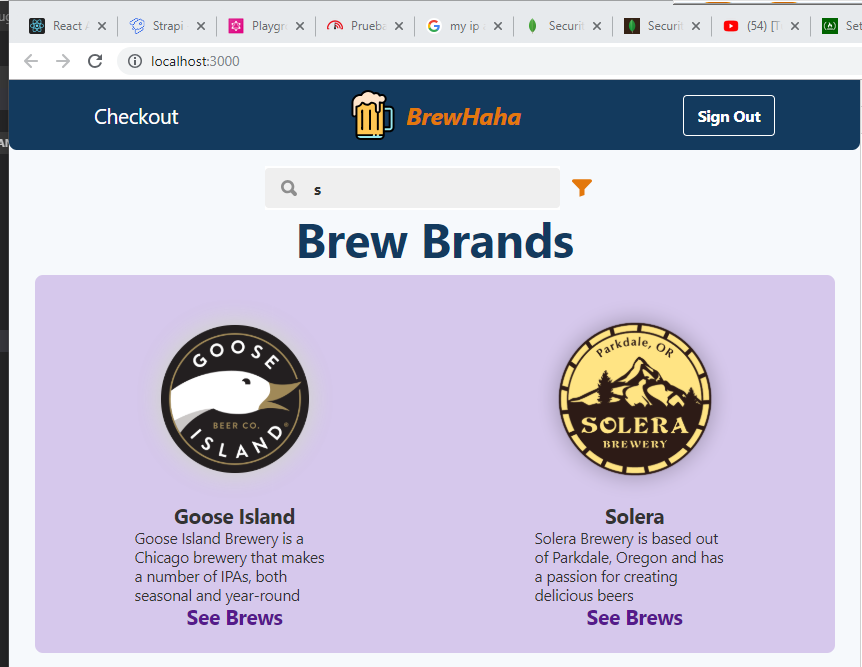 React A
Strapi
Playgr
Prueba
my ip a
Securit
Securit
(54) [T
Set
localhost:3000
Checkout
BrewHaha
Sign Out
s
Brew Brands
GOOSE
BEER CO.
ISLAND
Parkdale, OR
SOLERA
BREWERY
Goose Island
Solera
Goose Island Brewery is a
Chicago brewery that makes
a number of IPAs, both
seasonal and year-round
See Brews
Solera Brewery is based out
of Parkdale, Oregon and has
a passion for creating
delicious beers
See Brews